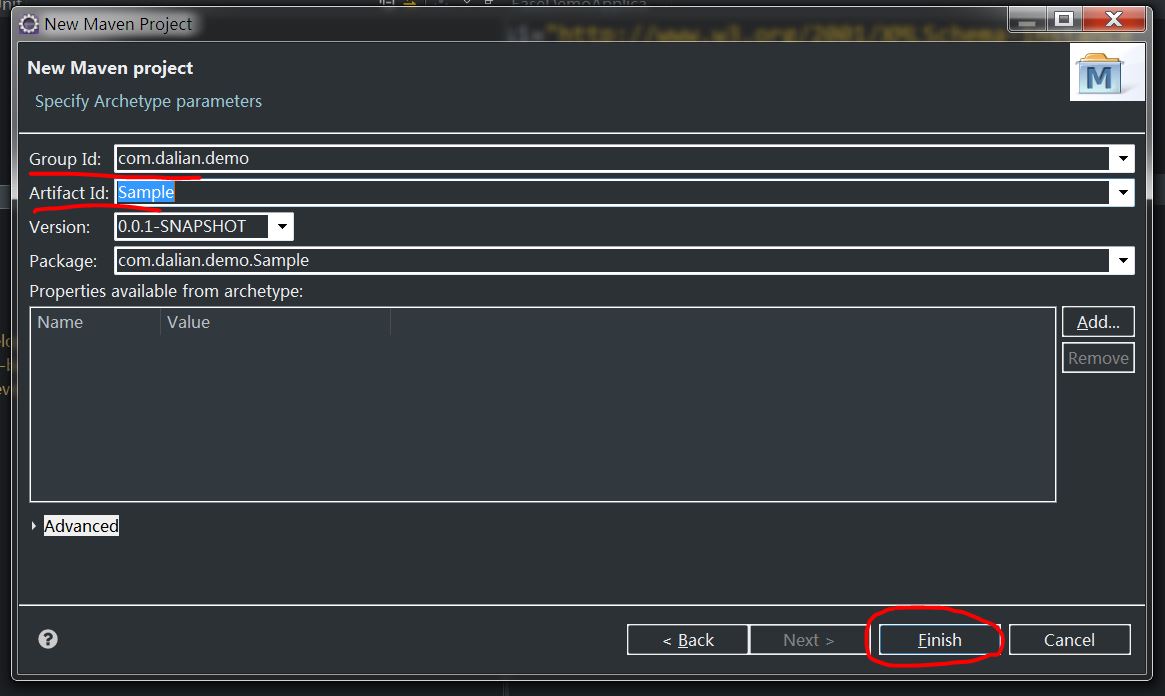 New Maven Project
New Maven project
Specify Archetype parameters
M
Group Id: com.dalian.demo
Artifact Id: Sample
Version: 0.0.1-SNAPSHOT
Package: com.dalian.demo.Sample
Properties available from archetype:
Name Value
Add...
Remove
Advanced
?
< Back Next > Finish Cancel